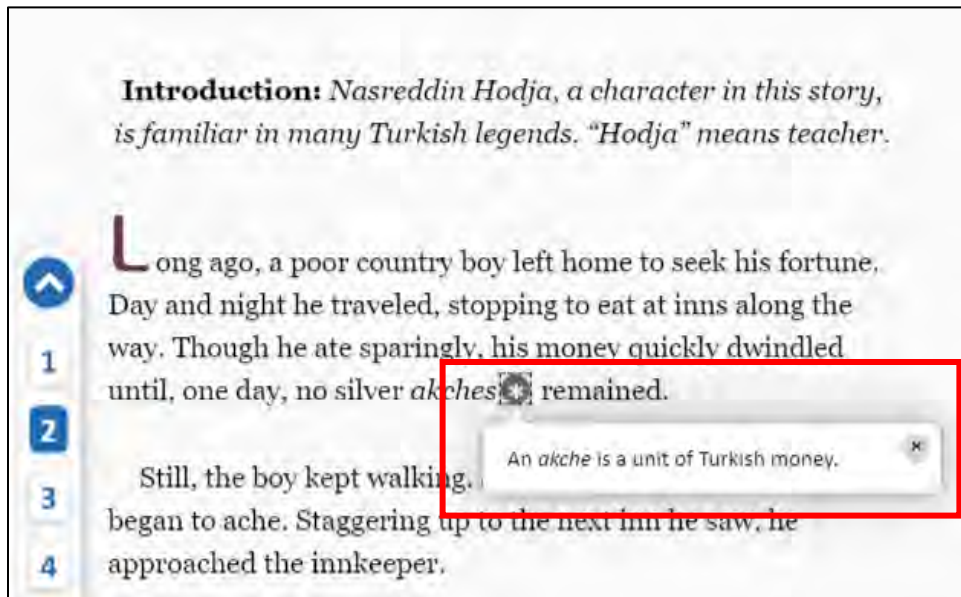 Introduction: Nasreddin Hodja, a character in this story,
is familiar in many Turkish legends. “Hodja” means teacher.
Long ago, a poor country boy left home to seek his fortune.
Day and night he traveled, stopping to eat at inns along the
way. Though he ate sparingly, his money quickly dwindled
until, one day, no silver akches remained.
An akche is a unit of Turkish money.
Still, the boy kept walking.
began to ache. Staggering up to the next inn he saw, he
approached the innkeeper.
1
2
3
4